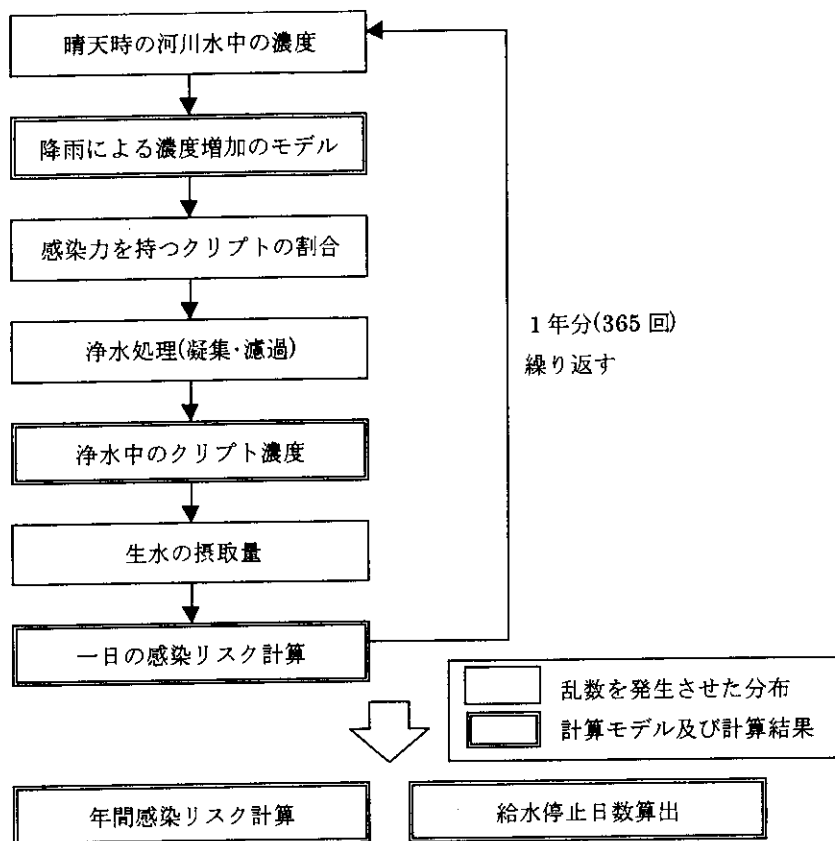 晴天時の河川水中の濃度
降雨による濃度増加のモデル
感染力を持つクリプトの割合
浄水処理(凝集･濾過)
1年分(365回)
繰り返す
浄水中のクリプト濃度
生水の摂取量
一日の感染リスク計算
乱数を発生させた分布
計算モデル及び計算結果
年間感染リスク計算
給水停止日数算出